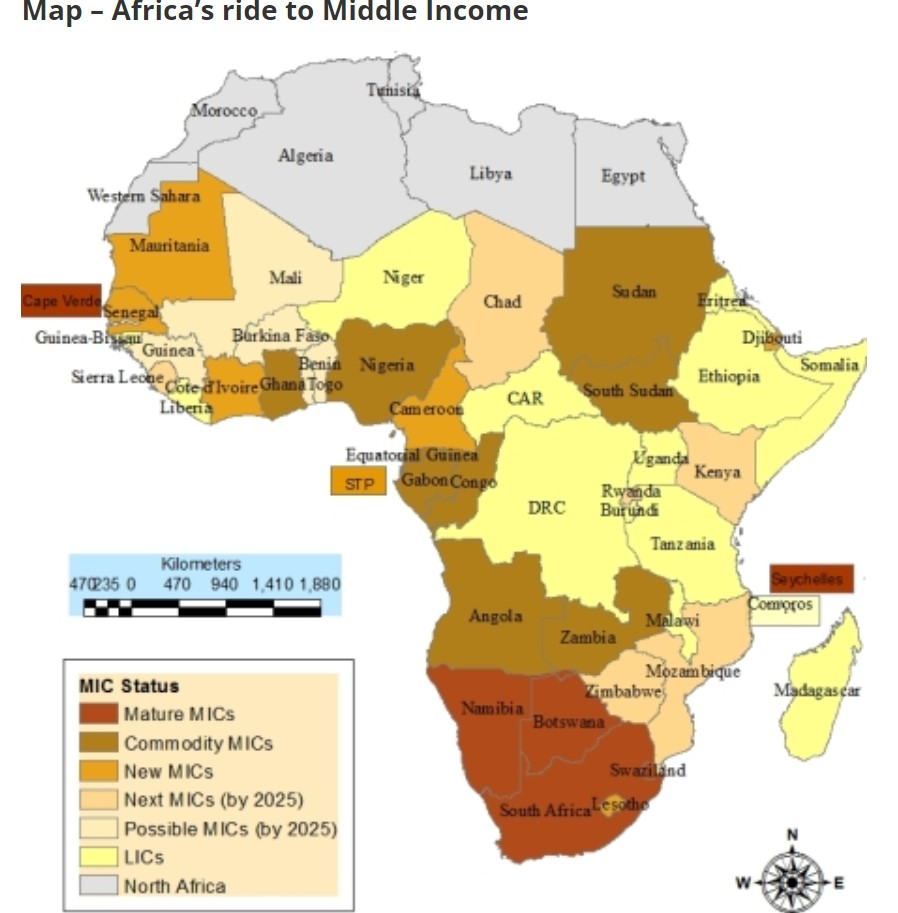 Map – Africa’s ride to Middle Income
Tunisia
Morocco
Algeria
Libya
Egypt
Western Sahara
Mauritania
Mali
Niger
Chad
Sudan
Eritrea
Cape Verde
Senegal
Guinea-Bissau
Guinea
Burkina Faso
Djibouti
Sierra Leone
Cote d'Ivoire
Ghana
Benin
Togo
Nigeria
Somalia
Ethiopia
South Sudan
CAR
Liberia
Cameroon
Equatorial Guinea
Uganda
Kenya
STP
Gabon
Congo
DRC
Rwanda
Burundi
Tanzania
Kilometers
470235 0 470 940 1,410 1,880
Seychelles
Comoros
Angola
Zambia
Malawi
Mozambique
Madagascar
Zimbabwe
Namibia
Botswana
Swaziland
South Africa
Lesotho
MIC Status
Mature MICs
Commodity MICs
New MICs
Next MICs (by 2025)
Possible MICs (by 2025)
LICs
North Africa
N
W
E
S